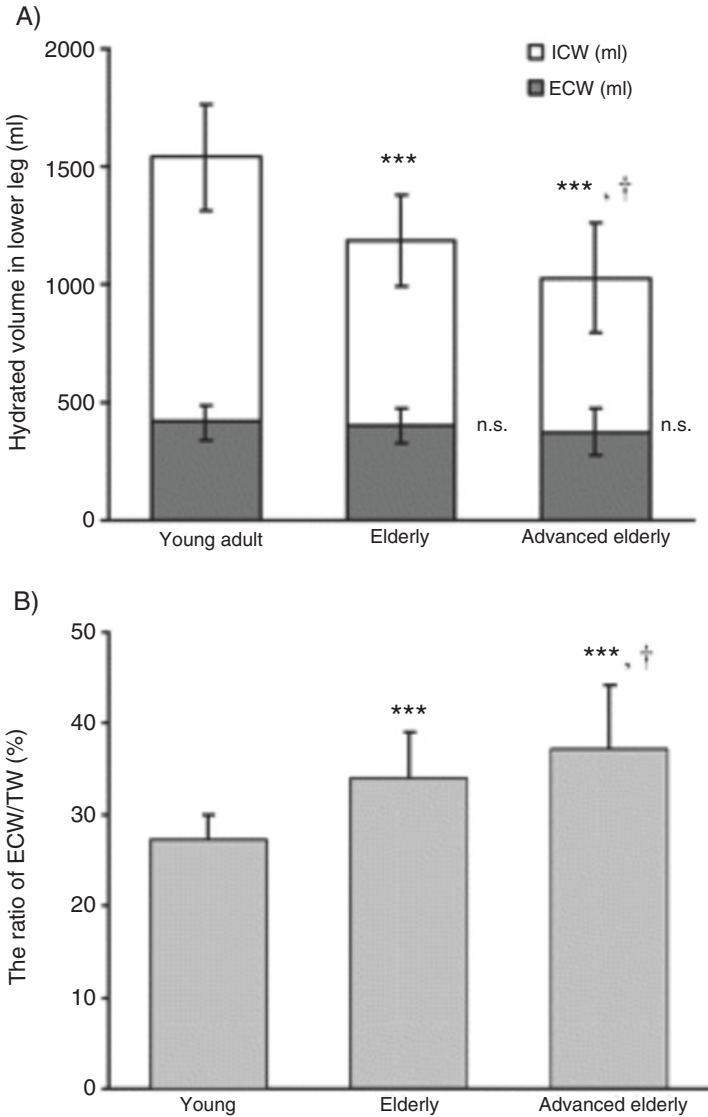 A)
2000
ICW (ml)
ECW (ml)
1500
***
*** , †
1000
500
n.s.
n.s.
0
Hydrated volume in lower leg (ml)
Young adult
Elderly
Advanced elderly
B)
50
*** , †
40
***
30
20
10
0
The ratio of ECW/TW (%)
Young
Elderly
Advanced elderly